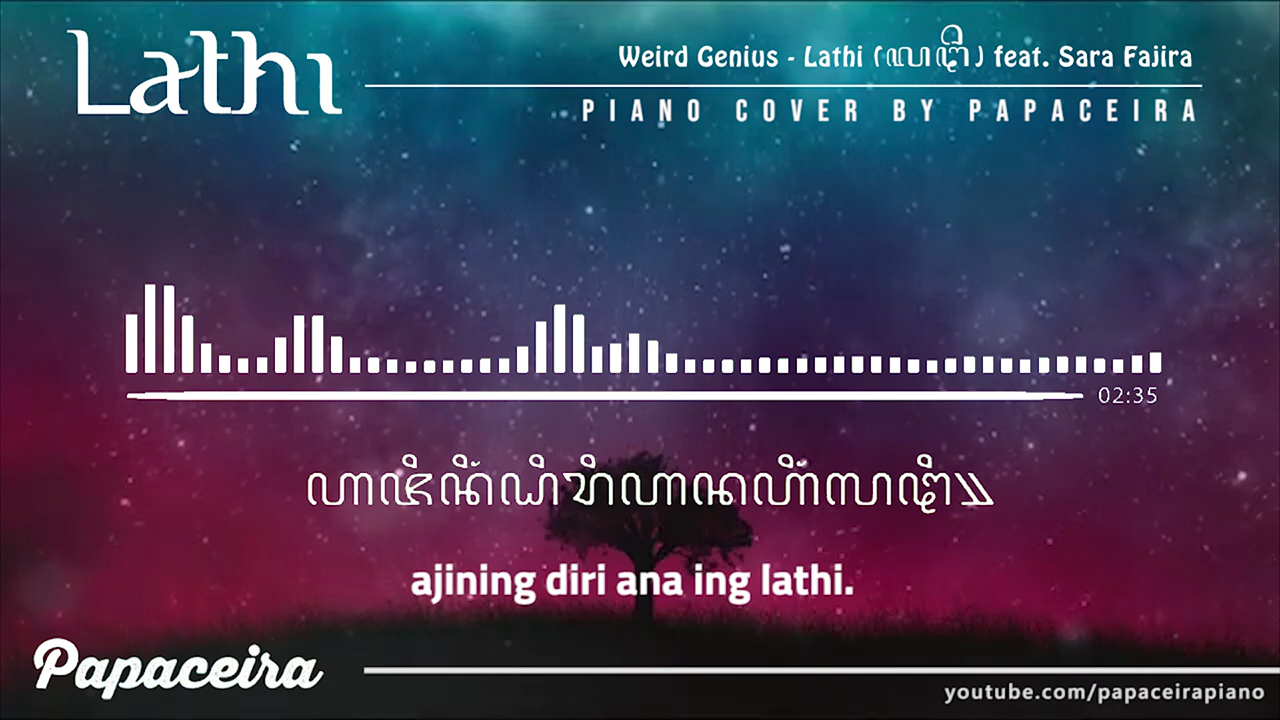 Lathi
Weird Genius - Lathi (ꦭꦛꦶ) feat. Sara Fajira
PIANO COVER BY PAPACEIRA
02:35
ajining diri ana ing lathi.
Papaceira
youtube.com/papaceirapiano